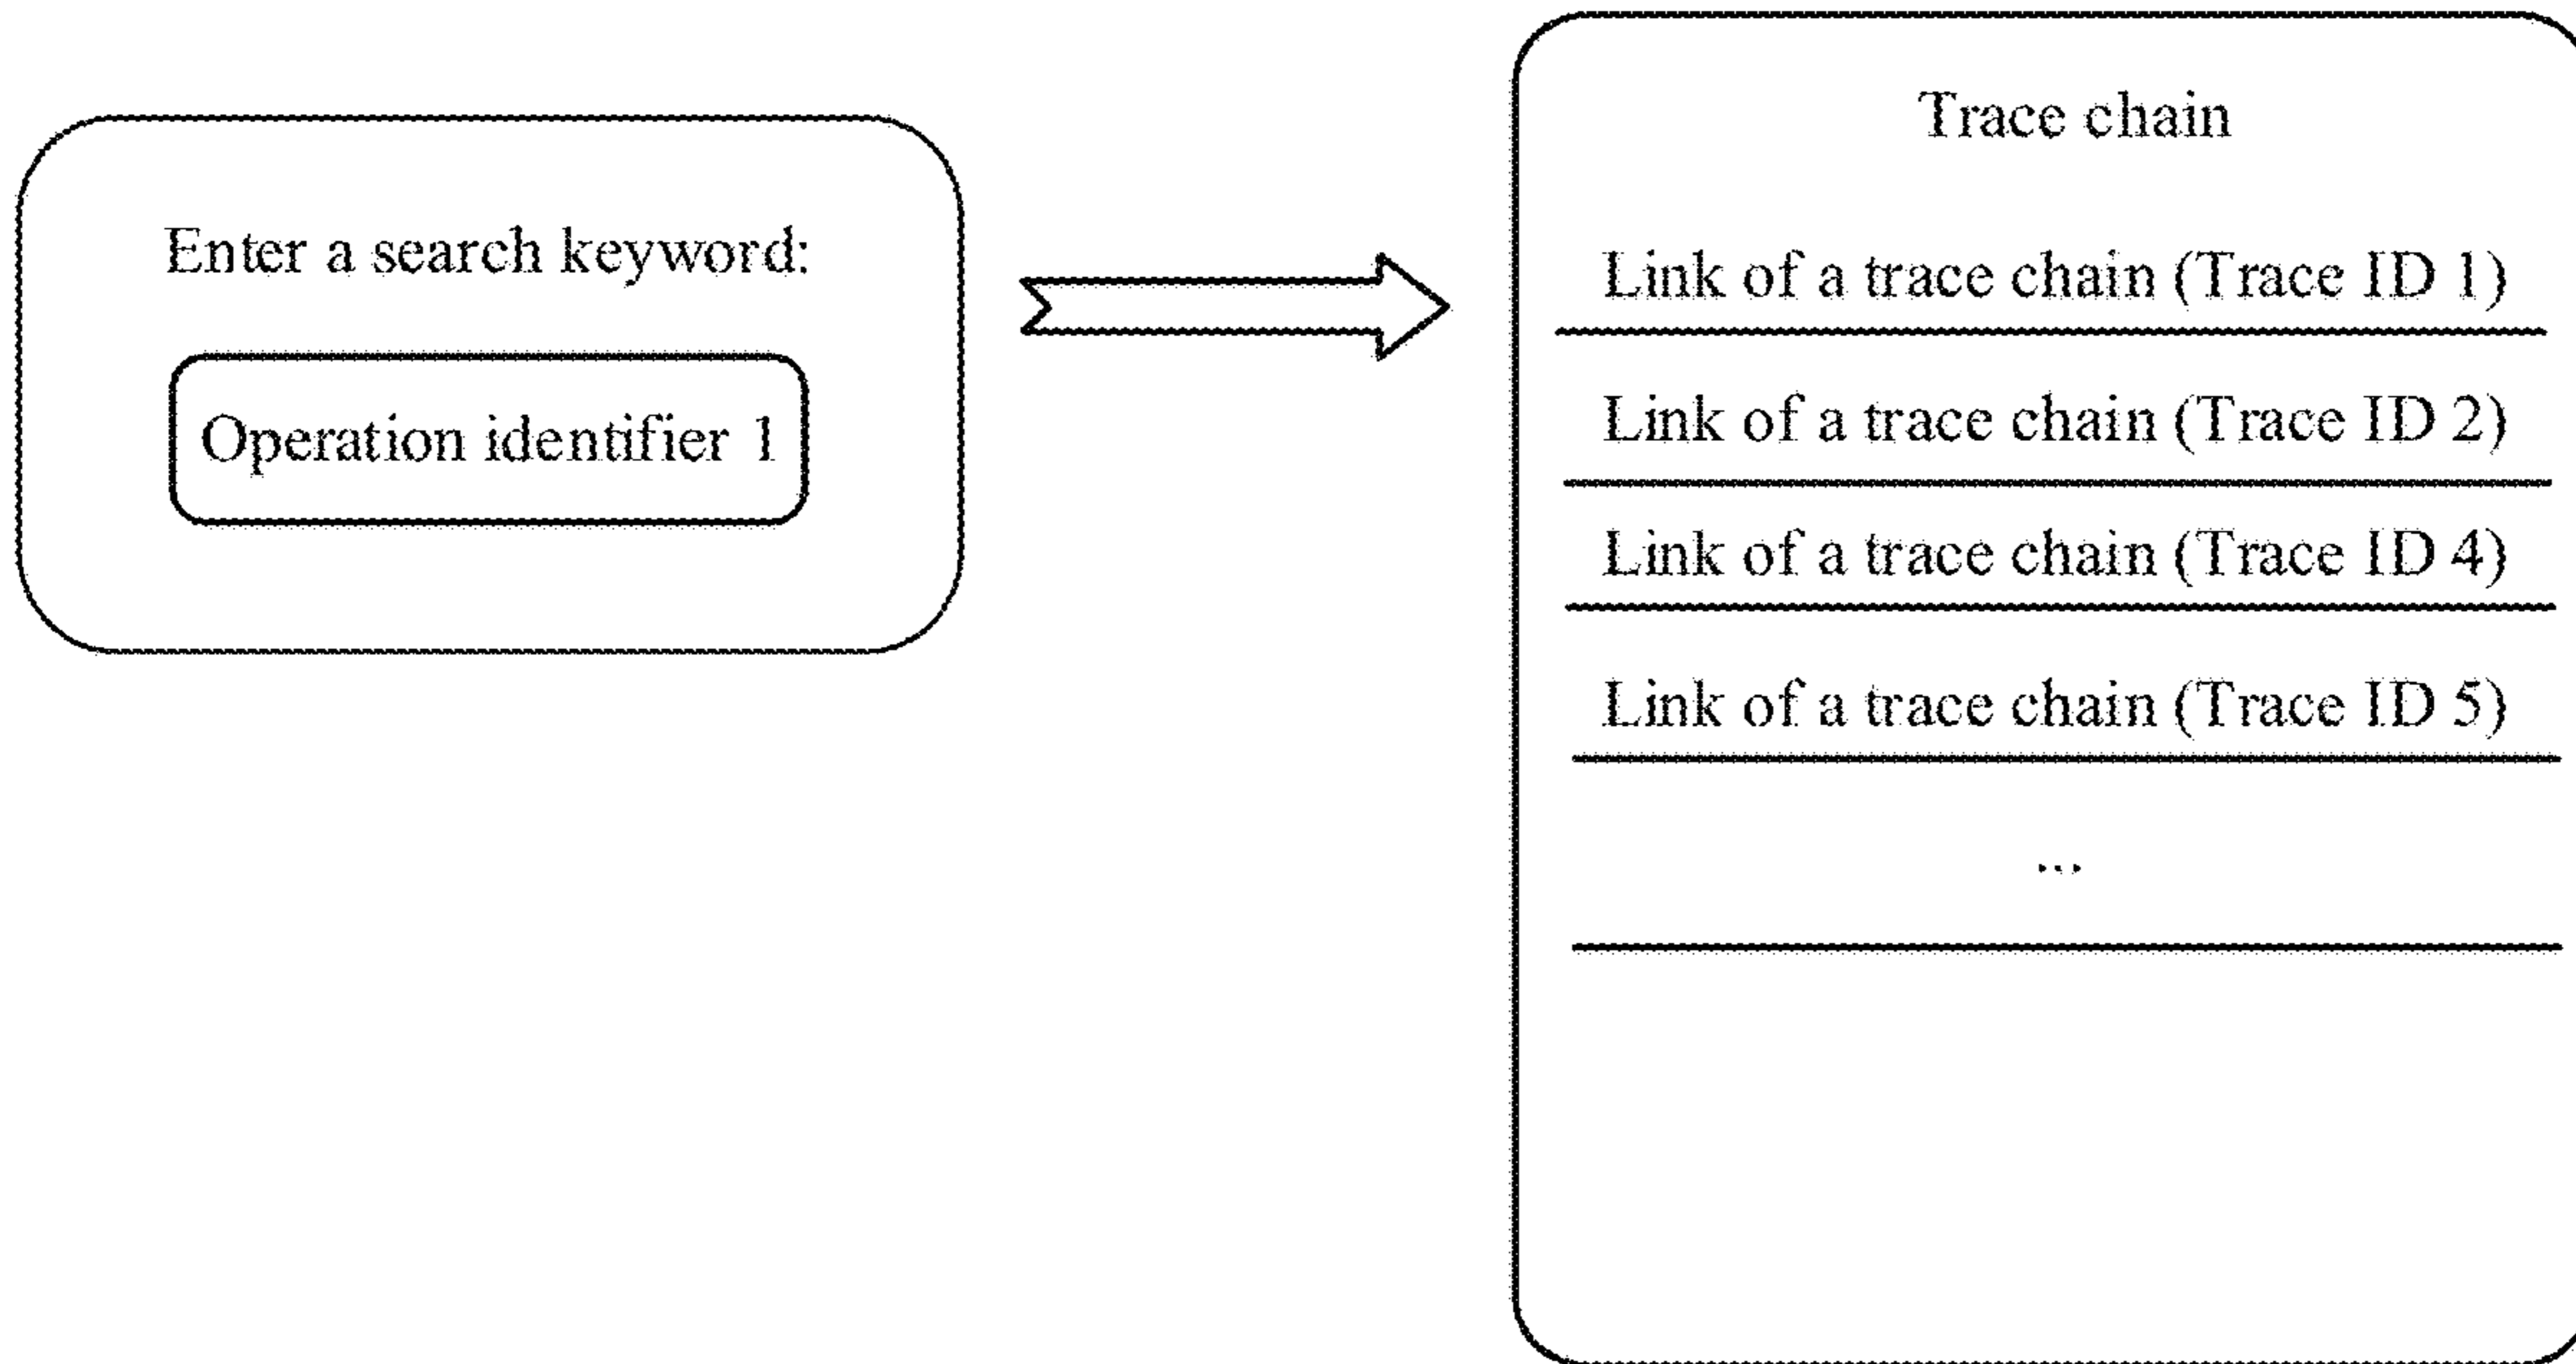 Enter a search keyword:
Operation identifier 1
Trace chain
Link of a trace chain (Trace ID 1)
Link of a trace chain (Trace ID 2)
Link of a trace chain (Trace ID 4)
Link of a trace chain (Trace ID 5)
...